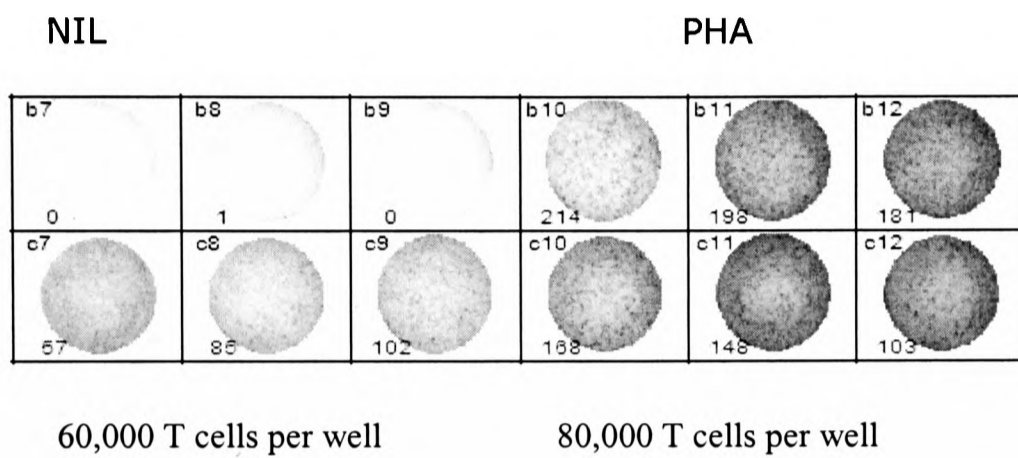 NIL PHA
b7 b8 b9 b10 b11 b12
0 1 0 214 198 181
c7 c8 c9 c10 c11 c12
67 86 102 168 148 103
60,000 T cells per well 80,000 T cells per well